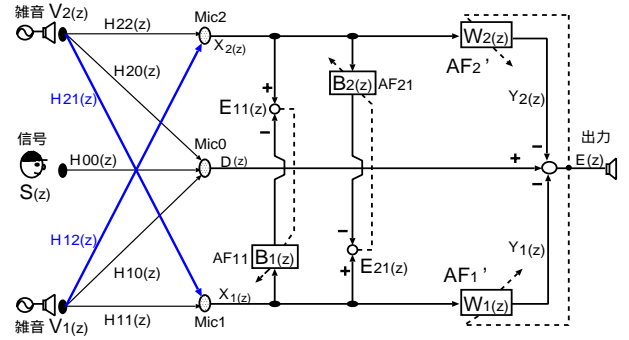 雑音 V2(z)
H22(z)
Mic2
X2(z)
W2(z)
AF2'
H20(z)
H21(z)
B2(z)
AF21
E11(z)
+
−
Y2(z)
−
出力
信号
S(z)
H00(z)
Mic0
D(z)
+
E(z)
−
H12(z)
H10(z)
−
E21(z)
+
AF11
B1(z)
AF1'
Y1(z)
X1(z)
W1(z)
雑音 V1(z)
H11(z)
Mic1